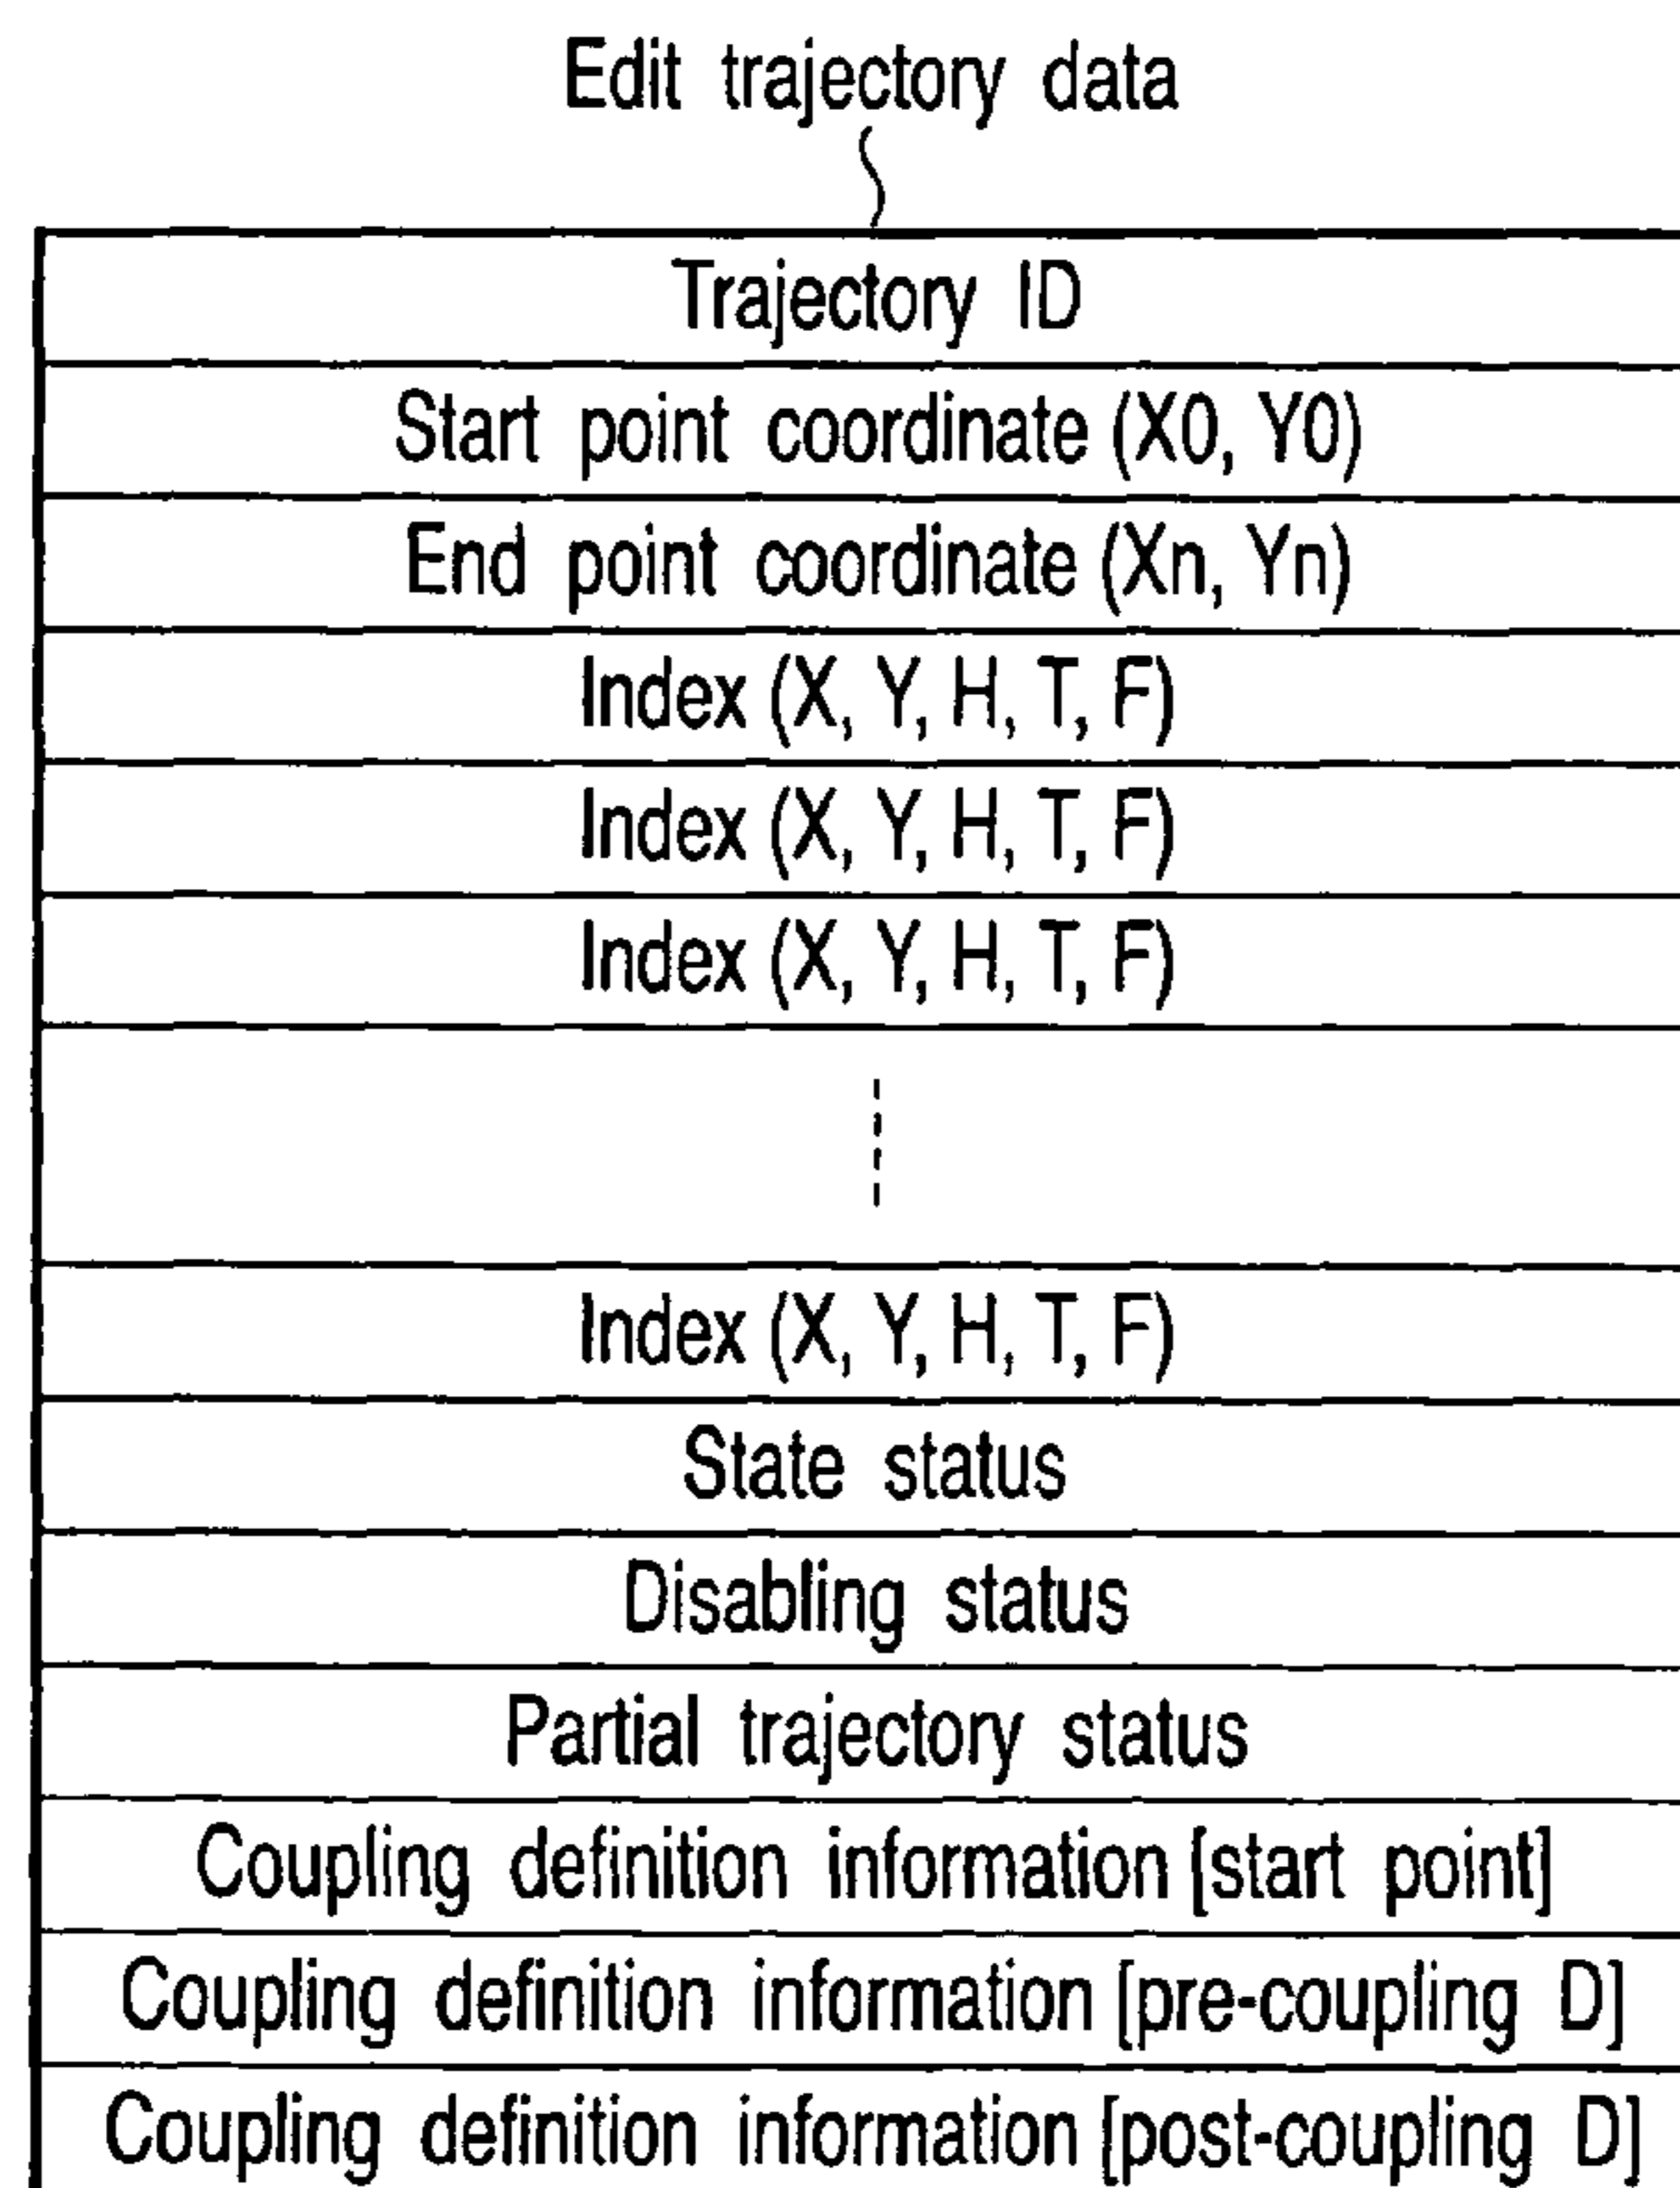 Edit trajectory data
Trajectory ID
Start point coordinate (X0, Y0)
End point coordinate (Xn, Yn)
Index (X, Y, H, T, F)
Index (X, Y, H, T, F)
Index (X, Y, H, T, F)
Index (X, Y, H, T, F)
State status
Disabling status
Partial trajectory status
Coupling definition information [start point]
Coupling definition information [pre-coupling D]
Coupling definition information [post-coupling D]